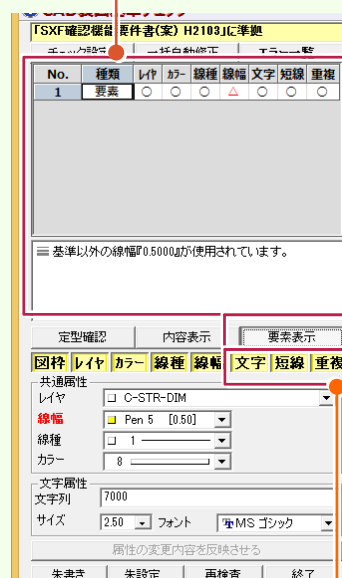 「SXF確認機能要件書(案) H2103」に準拠
No. 種類 ﾚｲﾔ ｶﾗｰ 線種 線幅 文字 短線 重複
1 要素 ○ ○ ○ △ ○ ○ ○
基準以外の線幅『0.5000』が使用されています。
定型確認 内容表示 要素表示
図枠 ﾚｲﾔ ｶﾗｰ 線種 線幅 文字 短線 重複
共通属性
レイヤ C-STR-DIM
線幅 Pen 5 [0.50]
線種 1
カラー 8
文字属性
文字列 7000
サイズ 2.50 フォント MS ゴシック
属性の変更内容を反映させる
朱書き 朱設定 再検査 終了